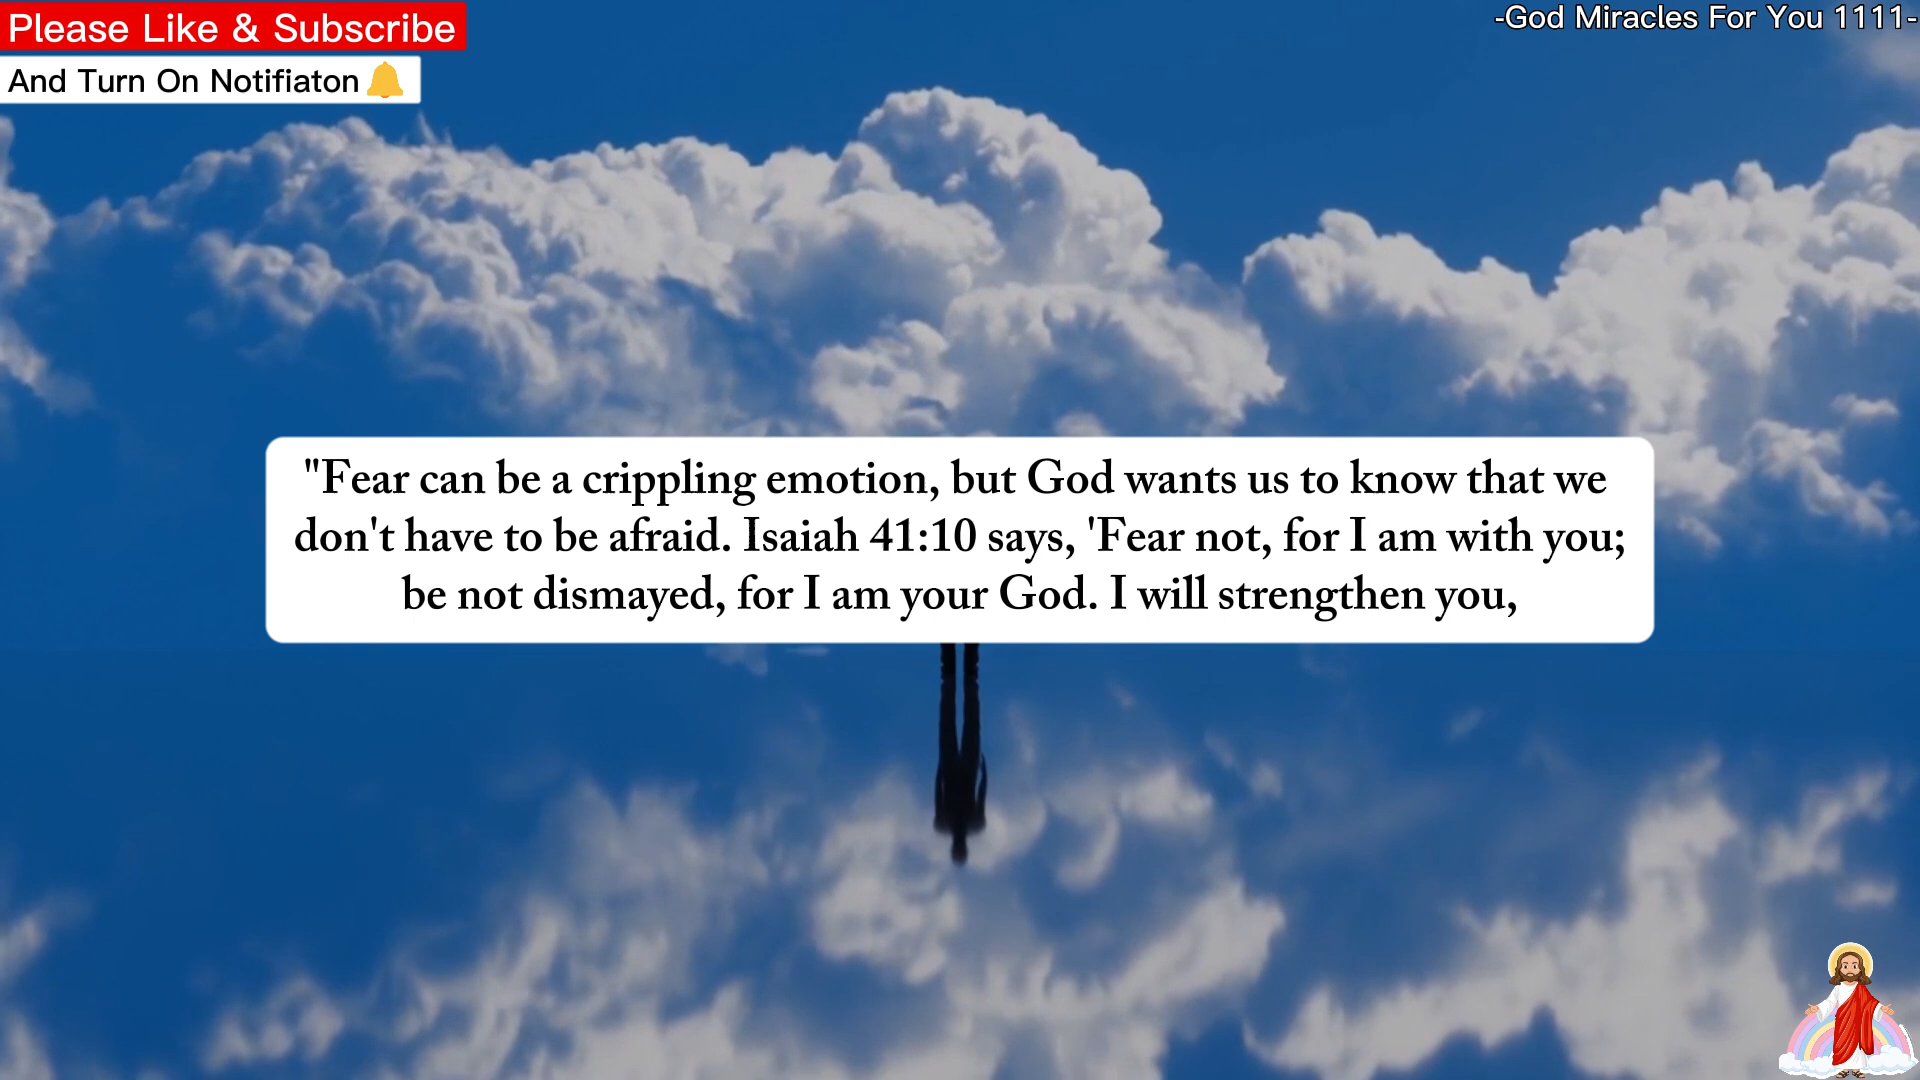 Please Like & Subscribe
-God Miracles For You 1111-
And Turn On Notifiaton
"Fear can be a crippling emotion, but God wants us to know that we
don't have to be afraid. Isaiah 41:10 says, 'Fear not, for I am with you;
be not dismayed, for I am your God. I will strengthen you,